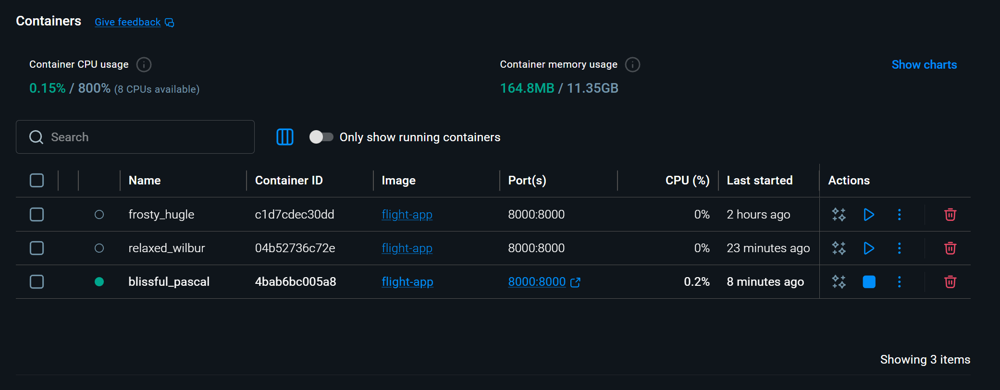 Containers Give feedback
Container CPU usage
0.15% / 800% (8 CPUs available)
Container memory usage
164.8MB / 11.35GB
Show charts
Search
Only show running containers
Name Container ID Image Port(s) CPU (%) Last started Actions
frosty_hugle c1d7cdec30dd flight-app 8000:8000 0% 2 hours ago
relaxed_wilbur 04b52736c72e flight-app 8000:8000 0% 23 minutes ago
blissful_pascal 4bab6bc005a8 flight-app 8000:8000 0.2% 8 minutes ago
Showing 3 items